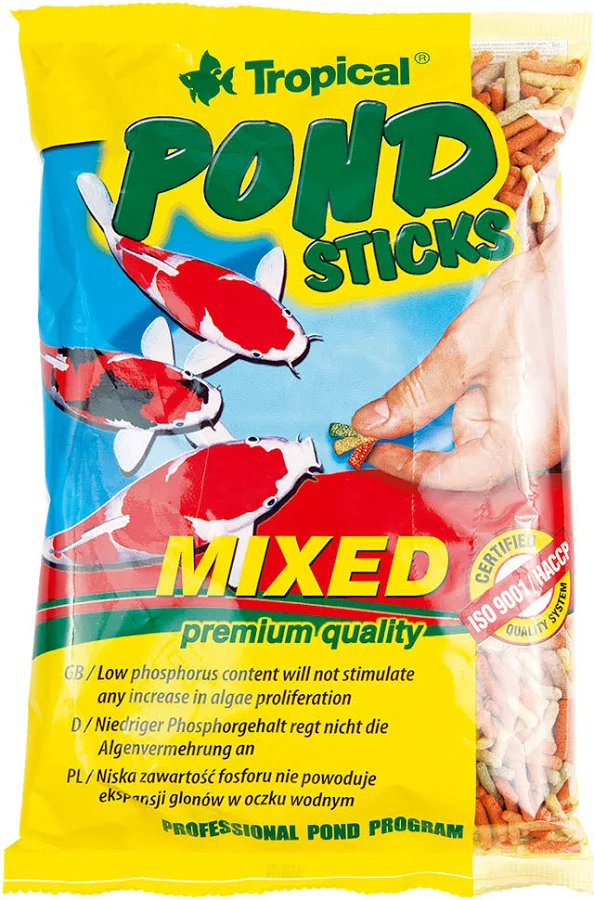 Tropical®
POND
STICKS
MIXED
premium quality
CERTIFIED
ISO 9001/HACCP
QUALITY SYSTEM
GB / Low phosphorus content will not stimulate
any increase in algae proliferation
D / Niedriger Phosphorgehalt regt nicht die
Algenvermehrung an
PL / Niska zawartość fosforu nie powoduje
ekspansji glonów w oczku wodnym
PROFESSIONAL POND PROGRAM